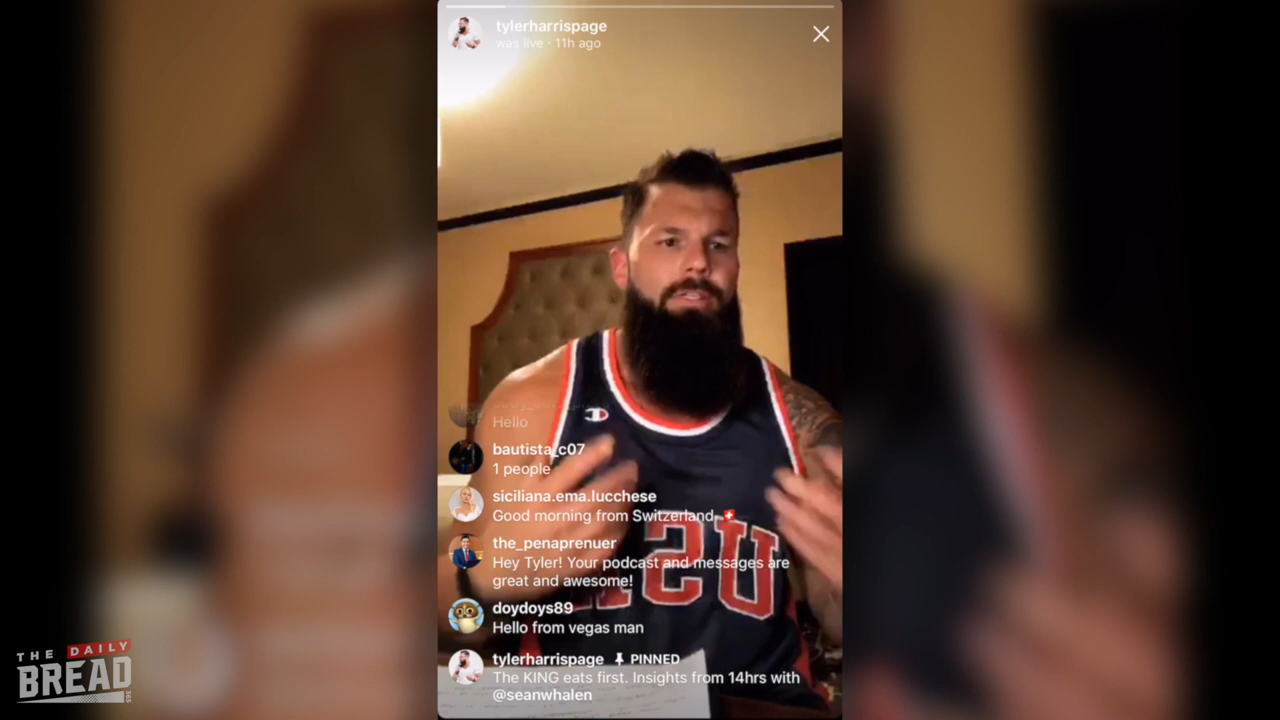 tylerharrispage
was live · 11h ago
Hello
bautista_c07
1 people
siciliana.ema.lucchese
Good morning from Switzerland 🇨🇭
the_penaprenuer
Hey Tyler! Your podcast and messages are
great and awesome!
doydoys89
Hello from vegas man
tylerharrispage 📌 PINNED
The KING eats first. Insights from 14hrs with
@seanwhalen
USA
THE DAILY
BREAD
365